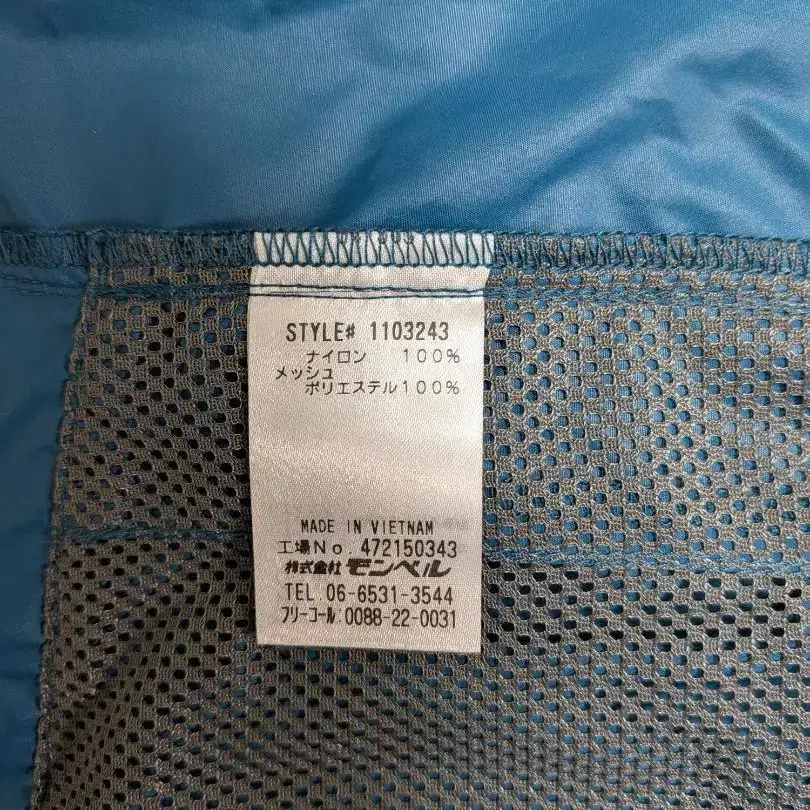 STYLE# 1103243
ナイロン 100%
メッシュ
ポリエステル100%
MADE IN VIETNAM
工場No. 472150343
株式会社 モンベル
TEL 06-6531-3544
フリーコール:0088-22-0031